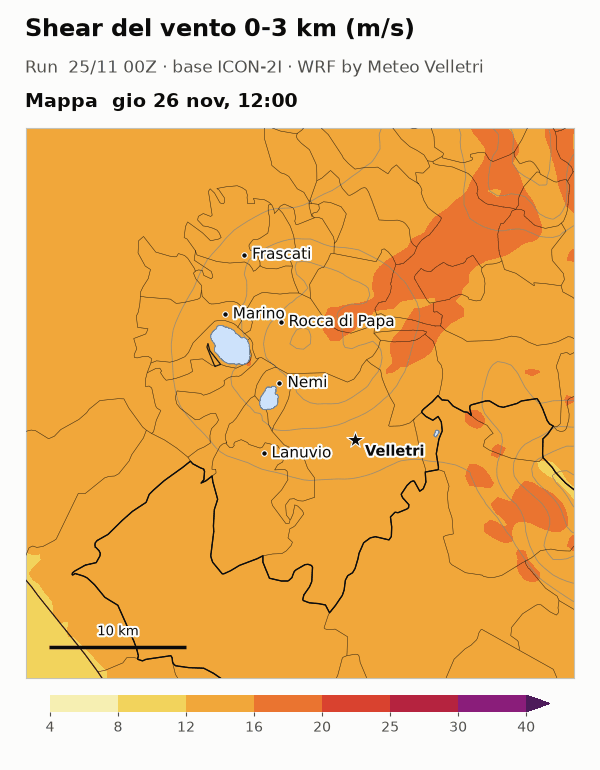 Shear del vento 0-3 km (m/s)
Run  25/11 00Z · base ICON-2I · WRF by Meteo Velletri
Mappa  gio 26 nov, 12:00
Frascati
Marino
Rocca di Papa
Nemi
Velletri
Lanuvio
10 km
4 8 12 16 20 25 30 40